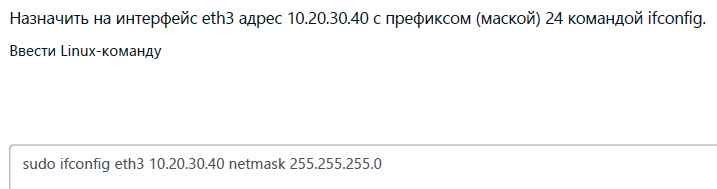 Назначить на интерфейс eth3 адрес 10.20.30.40 с префиксом (маской) 24 командой ifconfig.
Ввести Linux-команду
sudo ifconfig eth3 10.20.30.40 netmask 255.255.255.0